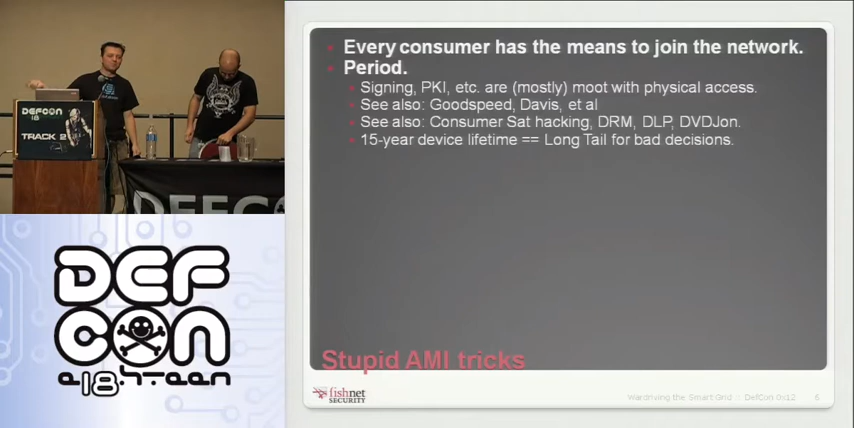 Every consumer has the means to join the network.
Period.
Signing, PKI, etc. are (mostly) moot with physical access.
See also: Goodspeed, Davis, et al
See also: Consumer Sat hacking, DRM, DLP, DVDJon.
15-year device lifetime == Long Tail for bad decisions.
Stupid AMI tricks
fishnet
SECURITY
Wardriving the Smart Grid :: DefCon 0x12 6
DEFCON
18
TRACK 2
DEFCON
DEF
CON
e18hteen